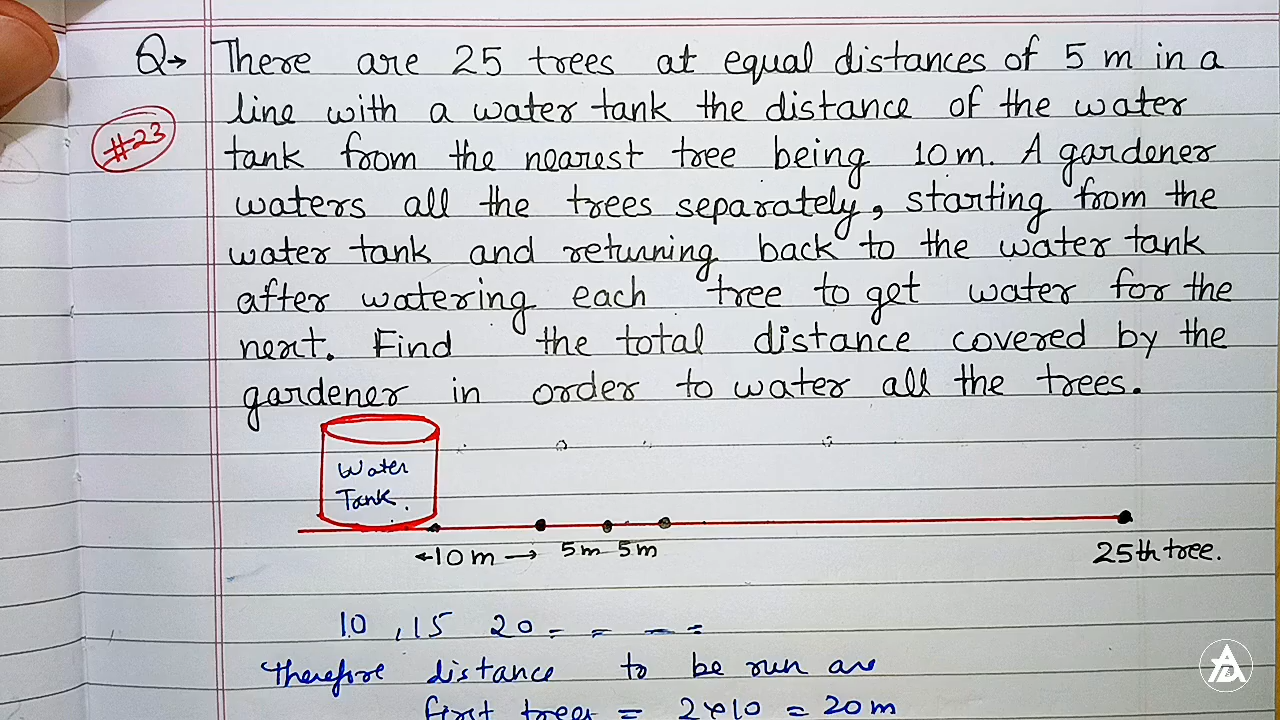 Q→ There are 25 trees at equal distances of 5 m in a
line with a water tank the distance of the water
#23
tank from the nearest tree being 10 m. A gardener
waters all the trees separately, starting from the
water tank and returning back to the water tank
after watering each tree to get water for the
next. Find the total distance covered by the
gardener in order to water all the trees.
Water
Tank.
←10 m→ 5m 5m
25th tree.
10 , 15 20 - - - =
Therefore distance to be run are
first trees = 2×10 = 20 m